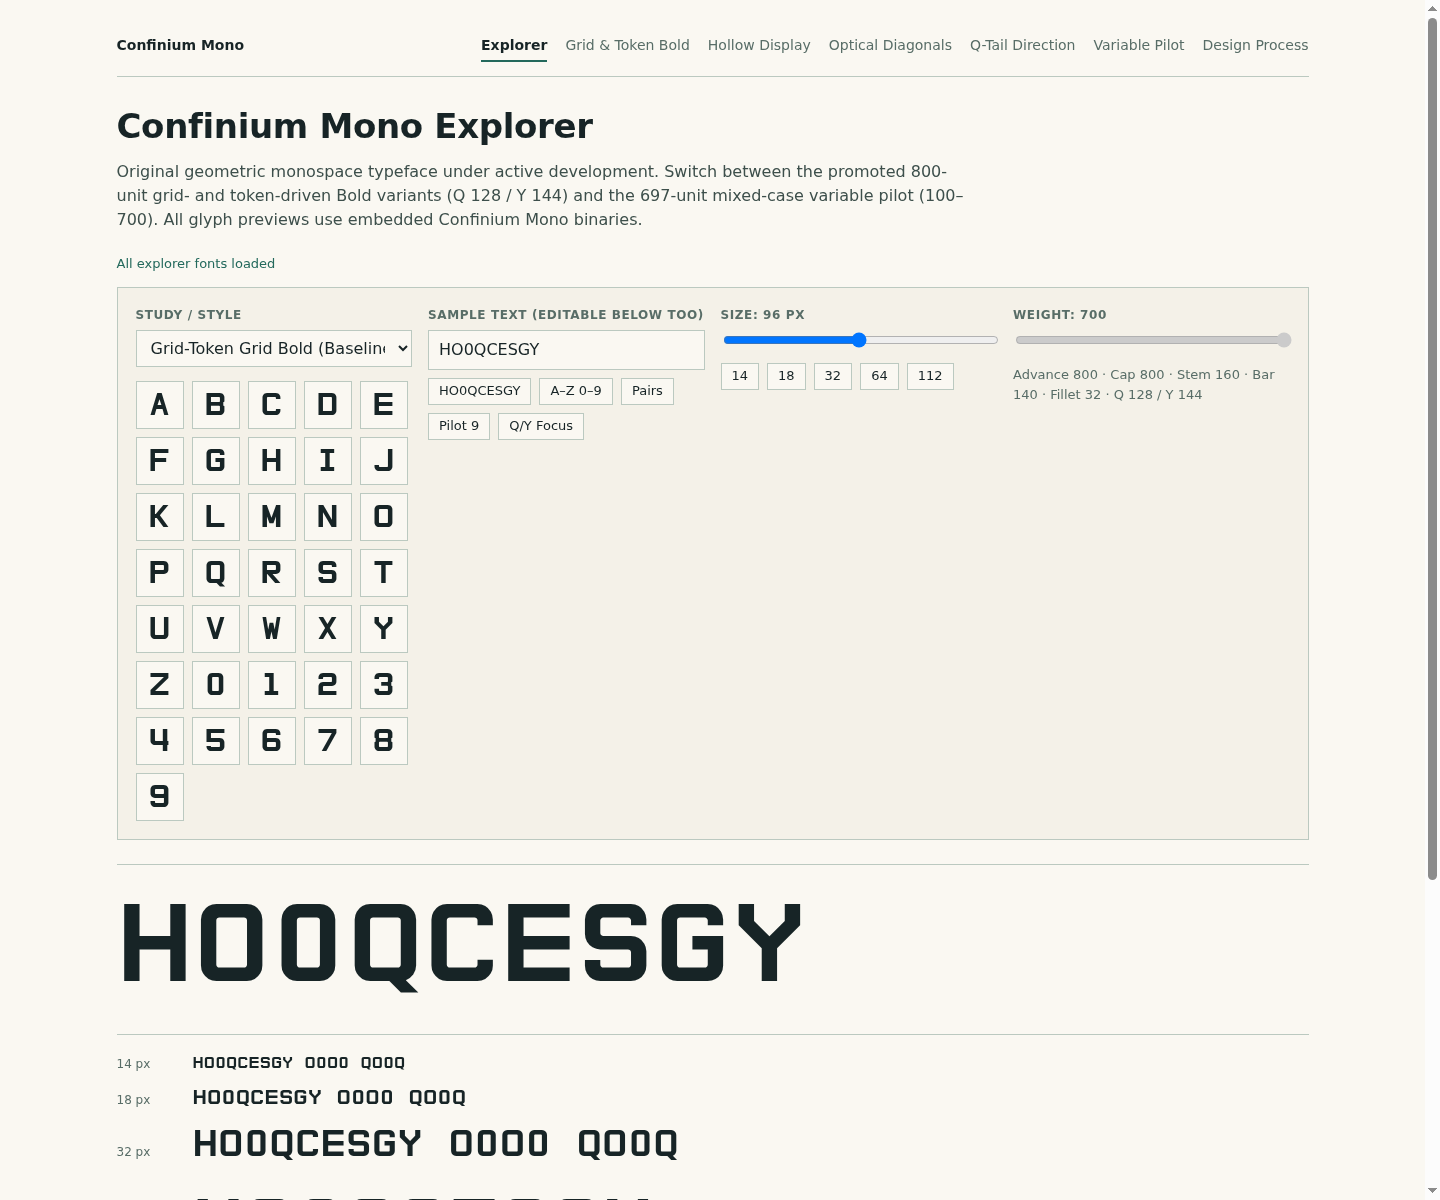 Confinium Mono
Explorer Grid & Token Bold Hollow Display Optical Diagonals Q-Tail Direction Variable Pilot Design Process
Confinium Mono Explorer
Original geometric monospace typeface under active development. Switch between the promoted 800-
unit grid- and token-driven Bold variants (Q 128 / Y 144) and the 697-unit mixed-case variable pilot (100–
700). All glyph previews use embedded Confinium Mono binaries.
All explorer fonts loaded
STUDY / STYLE
Grid-Token Grid Bold (Baseline
A B C D E
F G H I J
K L M N O
P Q R S T
U V W X Y
Z 0 1 2 3
4 5 6 7 8
9
SAMPLE TEXT (EDITABLE BELOW TOO)
HO0QCESGY
HO0QCESGY A–Z 0–9 Pairs
Pilot 9 Q/Y Focus
SIZE: 96 PX
14 18 32 64 112
WEIGHT: 700
Advance 800 · Cap 800 · Stem 160 · Bar
140 · Fillet 32 · Q 128 / Y 144
HO0QCESGY
14 px HO0QCESGY
18 px HO0QCESGY
32 px HO0QCESGY